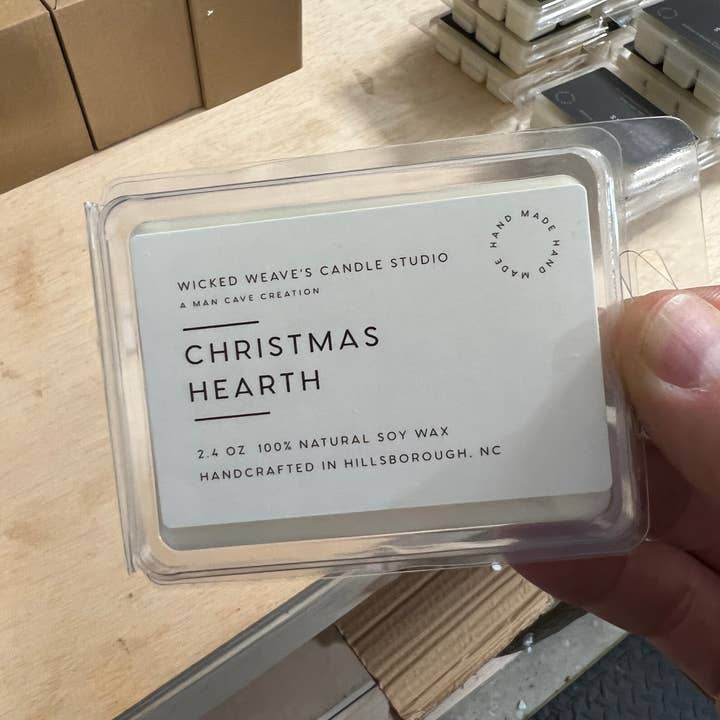 WICKED WEAVE'S CANDLE STUDIO
A MAN CAVE CREATION
HAND MADE HAND MADE
CHRISTMAS
HEARTH
2.4 OZ 100% NATURAL SOY WAX
HANDCRAFTED IN HILLSBOROUGH, NC